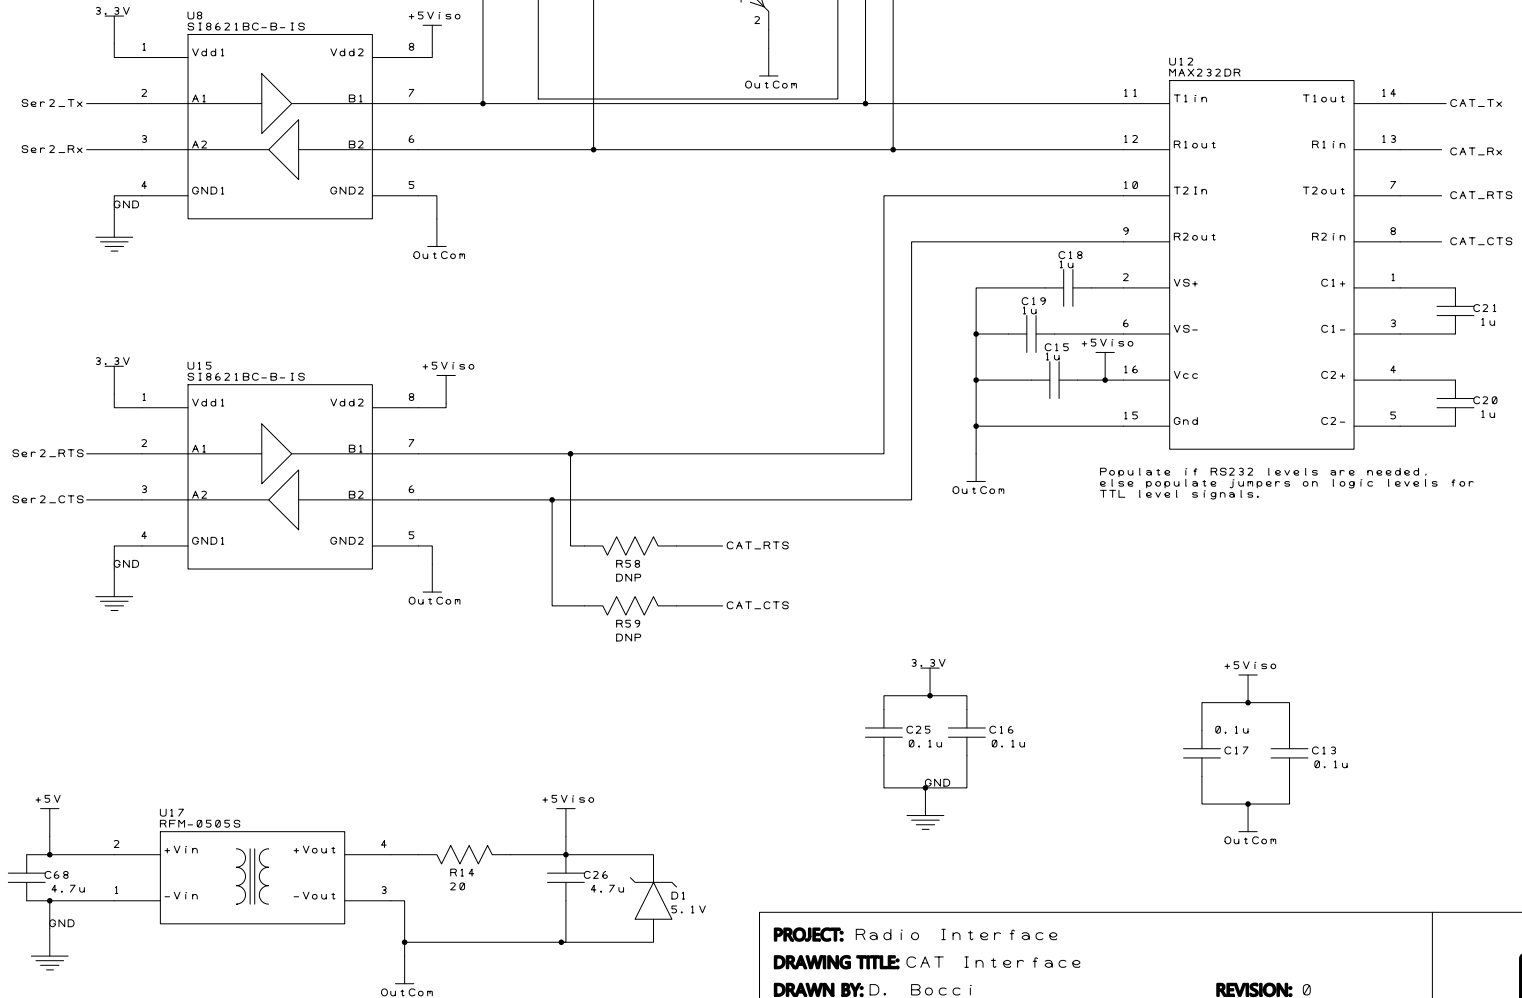 3.3V
U8
SI8621BC-B-IS
+5Viso
1
Vdd1
Vdd2
8
Ser2_Tx
2
A1
B1
7
Ser2_Rx
3
A2
B2
6
4
GND1
GND2
5
GND
OutCom
2
OutCom
U12
MAX232DR
11
T1in
T1out
14
CAT_Tx
12
R1out
R1in
13
CAT_Rx
10
T2In
T2out
7
CAT_RTS
9
R2out
R2in
8
CAT_CTS
C18
1u
2
VS+
C1+
1
C19
1u
6
VS-
C1-
3
C21
1u
C15
1u
+5Viso
16
Vcc
C2+
4
15
Gnd
C2-
5
C20
1u
OutCom
Populate if RS232 levels are needed.
else populate jumpers on logic levels for
TTL level signals.
3.3V
U15
SI8621BC-B-IS
+5Viso
1
Vdd1
Vdd2
8
Ser2_RTS
2
A1
B1
7
Ser2_CTS
3
A2
B2
6
4
GND1
GND2
5
GND
OutCom
R58
DNP
CAT_RTS
R59
DNP
CAT_CTS
3.3V
C25
0.1u
C16
0.1u
GND
+5Viso
0.1u
C17
C13
0.1u
OutCom
+5V
U17
RFM-0505S
2
+Vin
+Vout
4
C68
4.7u
1
-Vin
-Vout
3
GND
R14
20
+5Viso
C26
4.7u
D1
5.1V
OutCom
PROJECT: Radio Interface
DRAWING TITLE: CAT Interface
DRAWN BY: D. Bocci
REVISION: 0